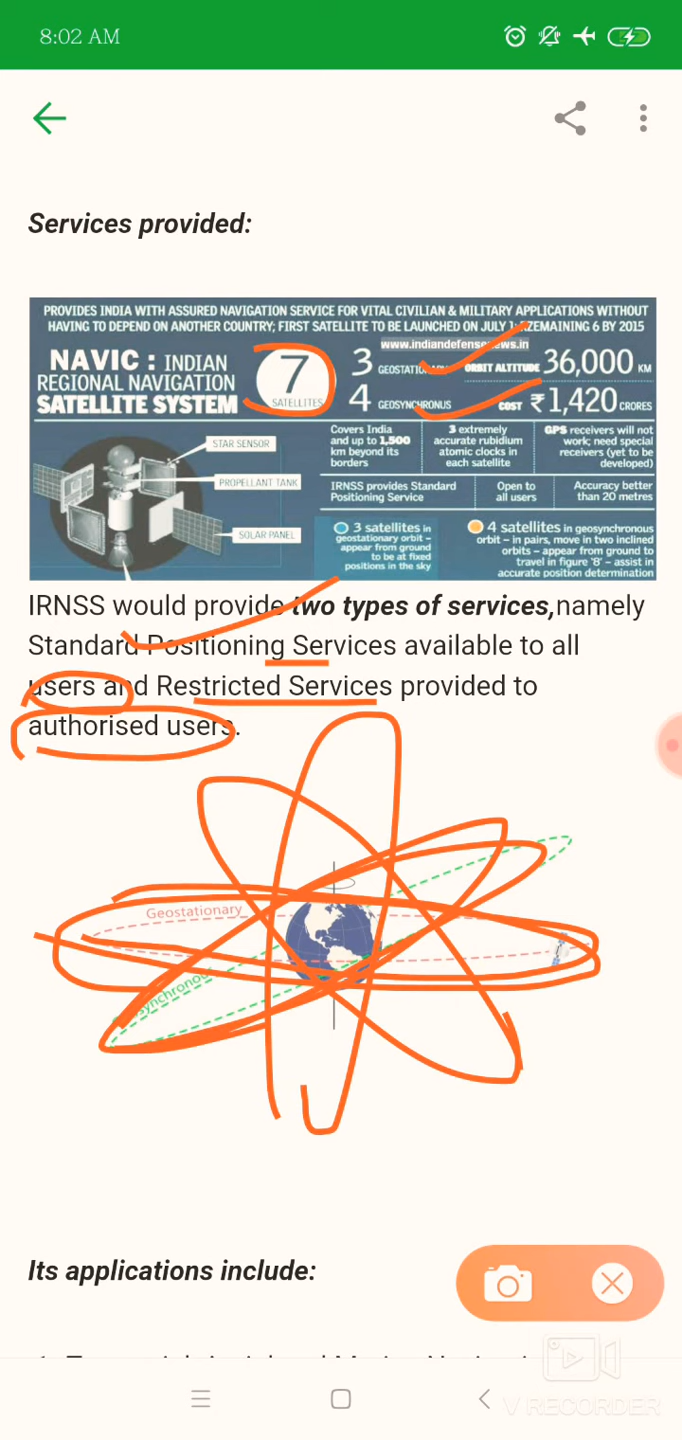 8:02 AM
Services provided:
PROVIDES INDIA WITH ASSURED NAVIGATION SERVICE FOR VITAL CIVILIAN & MILITARY APPLICATIONS WITHOUT
HAVING TO DEPEND ON ANOTHER COUNTRY; FIRST SATELLITE TO BE LAUNCHED ON JULY REMAINING 6 BY 2015
www.indiandefensenews.in
NAVIC : INDIAN
REGIONAL NAVIGATION
SATELLITE SYSTEM
7
SATELLITES
3 GEOSTATIONARY ORBIT ALTITUDE 36,000 KM
4 GEOSYNCHRONUS COST ₹1,420 CRORES
STAR SENSOR
PROPELLANT TANK
SOLAR PANEL
Covers India
and up to 1,500
km beyond its
borders
3 extremely
accurate rubidium
atomic clocks in
each satellite
GPS receivers will not
work; need special
receivers (yet to be
developed)
IRNSS provides Standard
Positioning Service
Open to
all users
Accuracy better
than 20 metres
3 satellites in
geostationary orbit –
appear from ground
to be at fixed
positions in the sky
4 satellites in geosynchronous
orbit – in pairs, move in two inclined
orbits – appear from ground to
travel in figure '8' – assist in
accurate position determination
IRNSS would provide two types of services,namely
Standard Positioning Services available to all
users and Restricted Services provided to
authorised users.
Geostationary
Its applications include:
V RECORDER